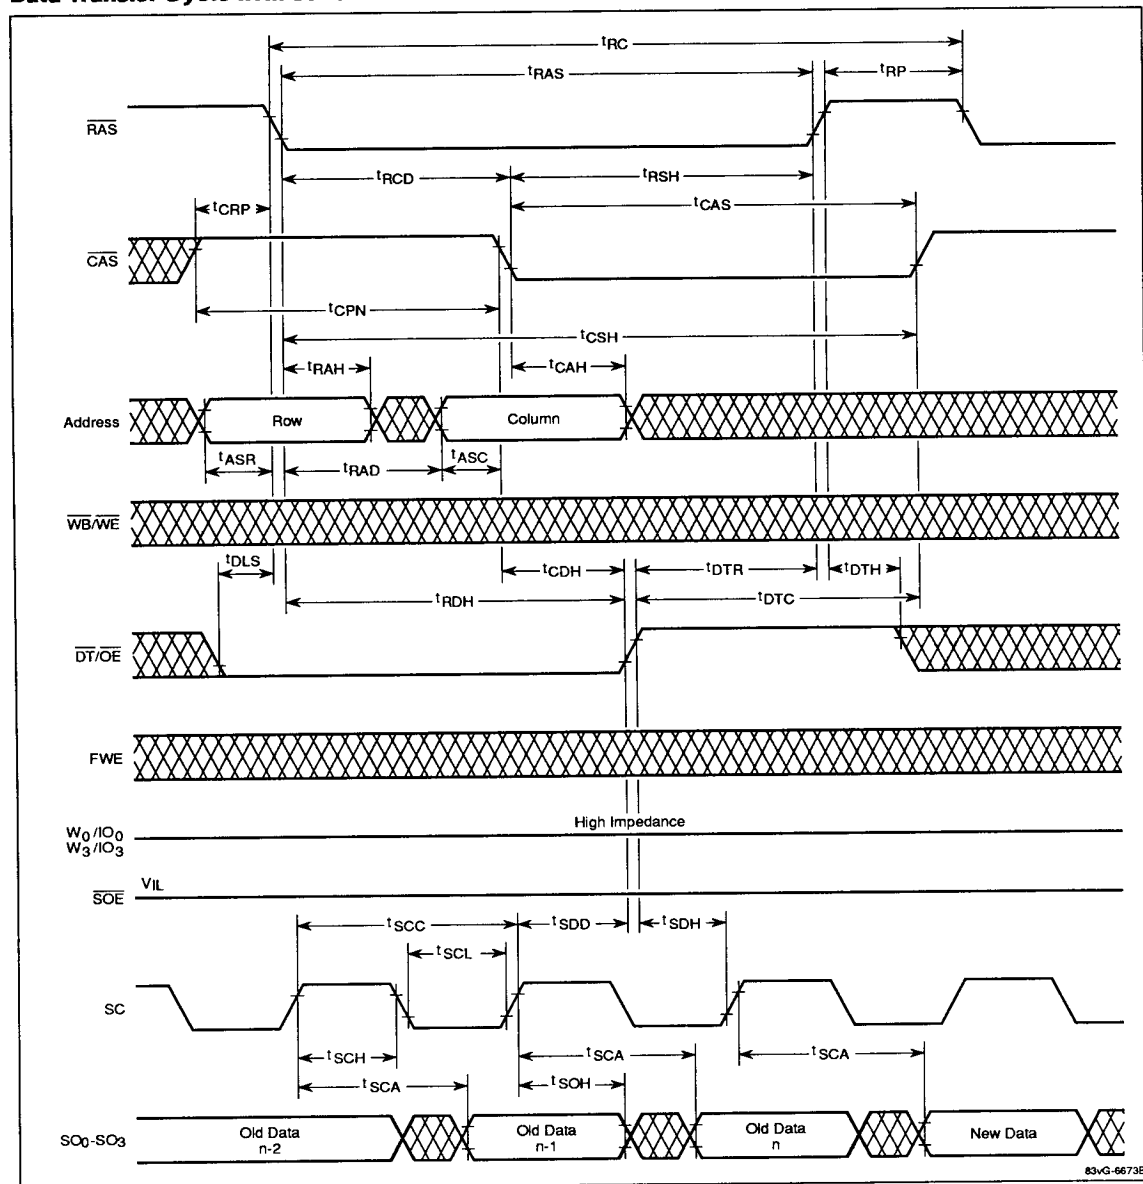 Data Transfer Cycle
tRC
tRAS
tRP
RAS
tRCD
tRSH
tCRP
tCAS
CAS
tCPN
tCSH
tRAH
tCAH
Address
Row
Column
tASR
tRAD
tASC
WB/WE
tDLS
tCDH
tDTR
tDTH
tRDH
tDTC
DT/OE
FWE
W0/IO0
W3/IO3
High Impedance
VIL
SOE
tSCC
tSDD
tSDH
tSCL
SC
tSCH
tSCA
tSCA
tSCA
tSOH
SO0-SO3
Old Data
n-2
Old Data
n-1
Old Data
n
New Data
83vG-6673B